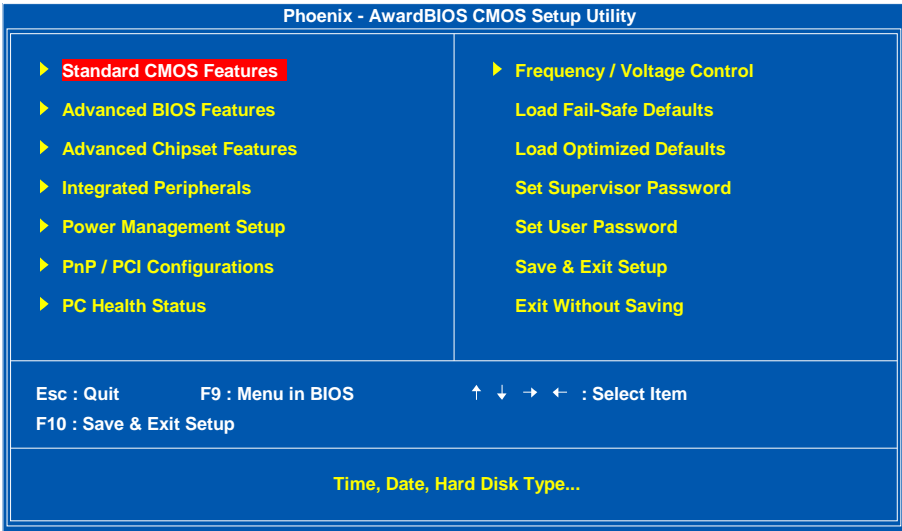 Phoenix - AwardBIOS CMOS Setup Utility
Standard CMOS Features
Advanced BIOS Features
Advanced Chipset Features
Integrated Peripherals
Power Management Setup
PnP / PCI Configurations
PC Health Status
Frequency / Voltage Control
Load Fail-Safe Defaults
Load Optimized Defaults
Set Supervisor Password
Set User Password
Save & Exit Setup
Exit Without Saving
Esc : Quit F9 : Menu in BIOS ↑ ↓ → ← : Select Item
F10 : Save & Exit Setup
Time, Date, Hard Disk Type...